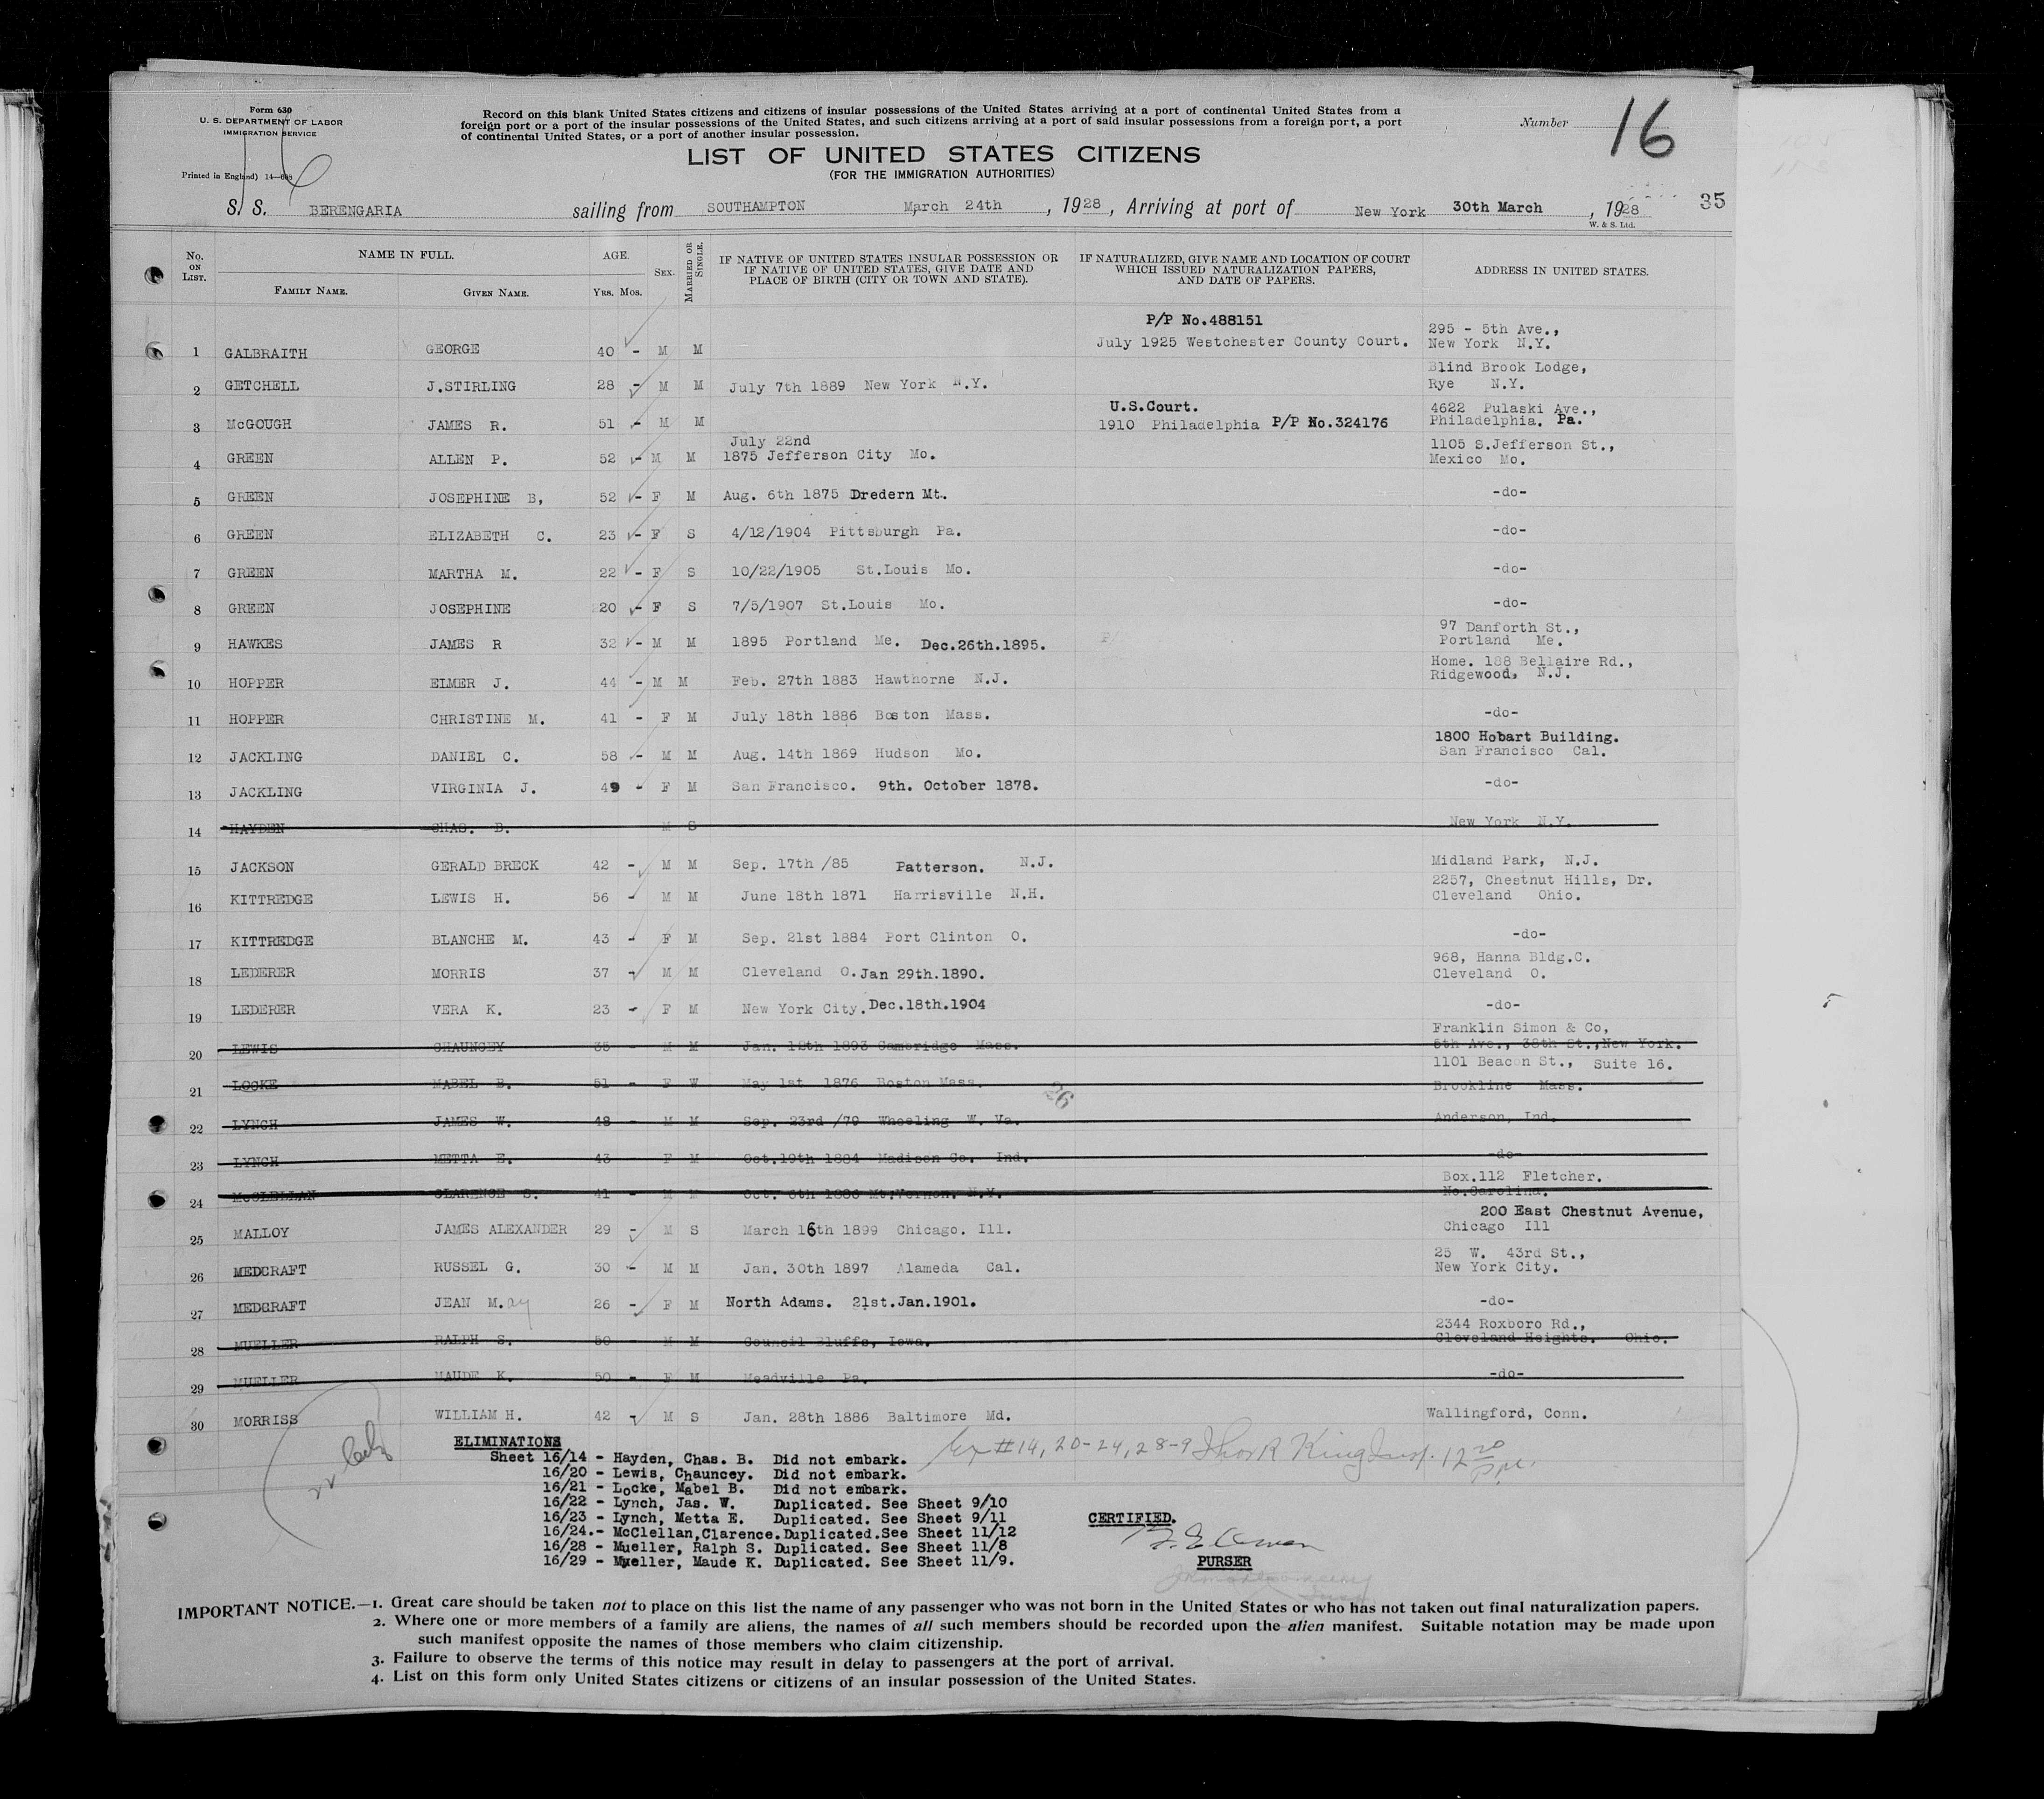 Form 630
U. S. DEPARTMENT OF LABOR
IMMIGRATION SERVICE
Printed in England) 14—
16
Record on this blank United States citizens and citizens of insular possessions of the United States arriving at a port of continental United States from a
foreign port or a port of the insular possessions of the United States, and such citizens arriving at a port of said insular possessions from a foreign port, a port
of continental United States, or a port of another insular possession.
Number 16
LIST OF UNITED STATES CITIZENS
(FOR THE IMMIGRATION AUTHORITIES)
S. S. BERENGARIA sailing from SOUTHAMPTON March 24th, 1928, Arriving at port of New York 30th March, 1928
35
W. & S. Ltd.
No. ON LIST. NAME IN FULL. AGE. SEX. MARRIED OR SINGLE. IF NATIVE OF UNITED STATES INSULAR POSSESSION OR IF NATIVE OF UNITED STATES, GIVE DATE AND PLACE OF BIRTH (CITY OR TOWN AND STATE). IF NATURALIZED, GIVE NAME AND LOCATION OF COURT WHICH ISSUED NATURALIZATION PAPERS, AND DATE OF PAPERS. ADDRESS IN UNITED STATES.
FAMILY NAME. GIVEN NAME. YRS. MOS.
1 GALBRAITH GEORGE 40 - M M P/P No.488151 July 1925 Westchester County Court. 295 - 5th Ave., New York N.Y.
2 GETCHELL J.STIRLING 28 - M M July 7th 1889 New York N.Y. Blind Brook Lodge, Rye N.Y.
3 McGOUGH JAMES R. 51 - M M U.S.Court. 1910 Philadelphia P/P No.324176 4622 Pulaski Ave., Philadelphia. Pa.
4 GREEN ALLEN P. 52 - M M July 22nd 1875 Jefferson City Mo. 1105 S.Jefferson St., Mexico Mo.
5 GREEN JOSEPHINE B, 52 - F M Aug. 6th 1875 Dredern Mt. -do-
6 GREEN ELIZABETH C. 23 - F S 4/12/1904 Pittsburgh Pa. -do-
7 GREEN MARTHA M. 22 - F S 10/22/1905 St.Louis Mo. -do-
8 GREEN JOSEPHINE 20 - F S 7/5/1907 St.Louis Mo. -do-
9 HAWKES JAMES R 32 - M M 1895 Portland Me. Dec.26th.1895. 97 Danforth St., Portland Me.
10 HOPPER ELMER J. 44 - M M Feb. 27th 1883 Hawthorne N.J. Home. 188 Bellaire Rd., Ridgewood, N.J.
11 HOPPER CHRISTINE M. 41 - F M July 18th 1886 Boston Mass. -do-
12 JACKLING DANIEL C. 58 - M M Aug. 14th 1869 Hudson Mo. 1800 Hobart Building. San Francisco Cal.
13 JACKLING VIRGINIA J. 49 - F M San Francisco. 9th. October 1878. -do-
14 HAYDEN CHAS. B. M S New York N.Y.
15 JACKSON GERALD BRECK 42 - M M Sep. 17th /85 Patterson. N.J. Midland Park, N.J.
16 KITTREDGE LEWIS H. 56 - M M June 18th 1871 Harrisville N.H. 2257, Chestnut Hills, Dr. Cleveland Ohio.
17 KITTREDGE BLANCHE M. 43 - F M Sep. 21st 1884 Port Clinton O. -do-
18 LEDERER MORRIS 37 - M M Cleveland O. Jan 29th.1890. 968, Hanna Bldg.C. Cleveland O.
19 LEDERER VERA K. 23 - F M New York City. Dec.18th.1904 -do-
20 LEWIS CHAUNCEY 35 - M M Jan. 12th 1893 Cambridge Mass. Franklin Simon & Co, 5th Ave., 38th St.,New York.
21 LOCKE MABEL B. 51 - F W May 1st 1876 Boston Mass. 1101 Beacon St., Suite 16. Brookline Mass.
26
22 LYNCH JAMES W. 48 - M M Sep. 23rd /79 Wheeling W. Va. Anderson, Ind.
23 LYNCH METTA E. 43 - F M Oct.19th 1884 Madison Co. Ind. -do-
24 McCLELLAN CLARENCE S. 41 - M M Oct. 6th 1886 Mt.Vernon, N.Y. Box.112 Fletcher. No.Carolina.
25 MALLOY JAMES ALEXANDER 29 - M S March 16th 1899 Chicago. Ill. 200 East Chestnut Avenue, Chicago Ill
26 MEDCRAFT RUSSEL G. 30 - M M Jan. 30th 1897 Alameda Cal. 25 W. 43rd St., New York City.
27 MEDCRAFT JEAN M.ay 26 - F M North Adams. 21st.Jan.1901. -do-
28 MUELLER RALPH S. 50 - M M Council Bluffs, Iowa. 2344 Roxboro Rd., Cleveland Heights. Ohio.
29 MUELLER MAUDE K. 50 - F M Meadville Pa. -do-
30 MORRISS WILLIAM H. 42 - M S Jan. 28th 1886 Baltimore Md. Wallingford, Conn.
ELIMINATIONS
Sheet 16/14 - Hayden, Chas. B. Did not embark.
16/20 - Lewis, Chauncey. Did not embark.
16/21 - Locke, Mabel B. Did not embark.
16/22 - Lynch, Jas. W. Duplicated. See Sheet 9/10
16/23 - Lynch, Metta E. Duplicated. See Sheet 9/11
16/24.- McClellan,Clarence.Duplicated.See Sheet 11/12
16/28 - Mueller, Ralph S. Duplicated. See Sheet 11/8
16/29 - Mueller, Maude K. Duplicated. See Sheet 11/9.
Ex #14, 20-24, 28-9 Thos R King Insp. 12
CERTIFIED.
PURSER
IMPORTANT NOTICE.—1. Great care should be taken not to place on this list the name of any passenger who was not born in the United States or who has not taken out final naturalization papers.
2. Where one or more members of a family are aliens, the names of all such members should be recorded upon the alien manifest. Suitable notation may be made upon
such manifest opposite the names of those members who claim citizenship.
3. Failure to observe the terms of this notice may result in delay to passengers at the port of arrival.
4. List on this form only United States citizens or citizens of an insular possession of the United States.